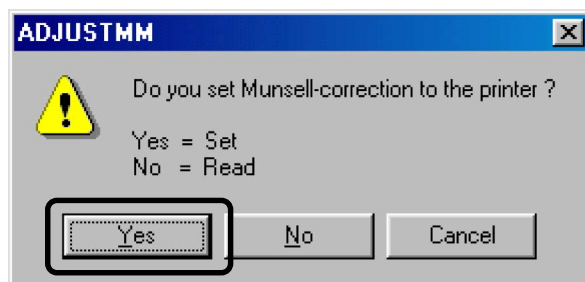 ADJUSTMM
Do you set Munsell-correction to the printer ?
Yes = Set
No = Read
Yes
No
Cancel